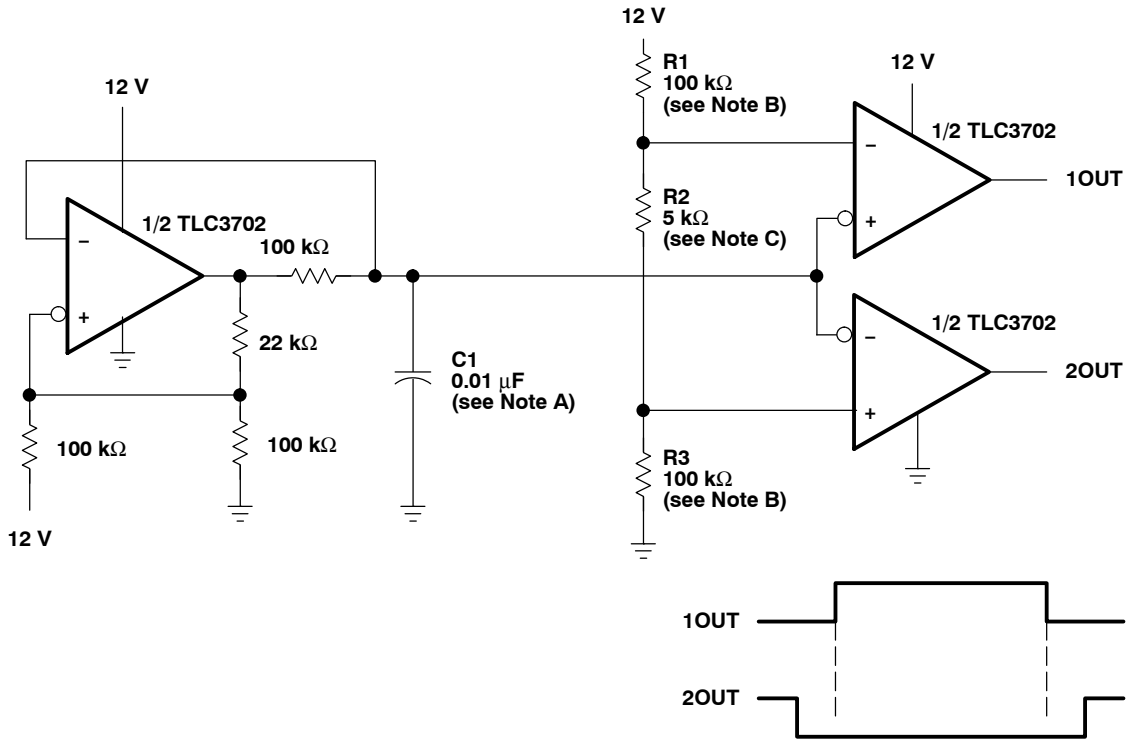 12 V
1/2 TLC3702
−
+
100 kΩ
22 kΩ
100 kΩ
100 kΩ
12 V
C1
0.01 μF
(see Note A)
12 V
R1
100 kΩ
(see Note B)
R2
5 kΩ
(see Note C)
R3
100 kΩ
(see Note B)
12 V
1/2 TLC3702
−
+
1OUT
1/2 TLC3702
−
+
2OUT
1OUT
2OUT